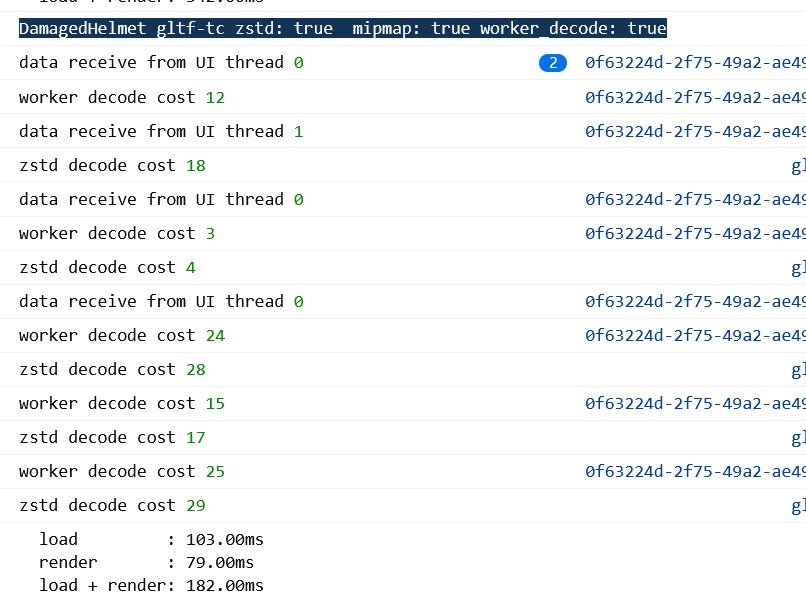 DamagedHelmet gltf-tc zstd: true  mipmap: true worker_decode: true
data receive from UI thread 0 2 0f63224d-2f75-49a2-ae49
worker decode cost 12 0f63224d-2f75-49a2-ae49
data receive from UI thread 1 0f63224d-2f75-49a2-ae49
zstd decode cost 18 gl
data receive from UI thread 0 0f63224d-2f75-49a2-ae49
worker decode cost 3 0f63224d-2f75-49a2-ae49
zstd decode cost 4 gl
data receive from UI thread 0 0f63224d-2f75-49a2-ae49
worker decode cost 24 0f63224d-2f75-49a2-ae49
zstd decode cost 28 gl
worker decode cost 15 0f63224d-2f75-49a2-ae49
zstd decode cost 17 gl
worker decode cost 25 0f63224d-2f75-49a2-ae49
zstd decode cost 29 gl
load : 103.00ms
render : 79.00ms
load + render: 182.00ms